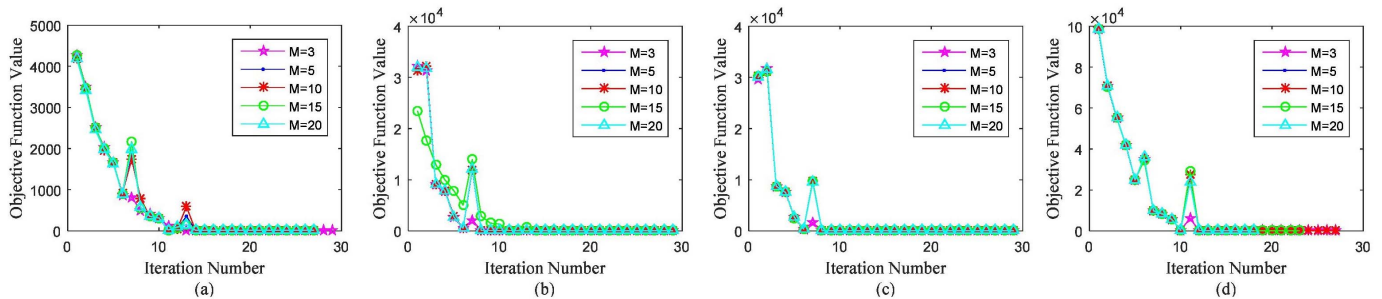 5000
4000
3000
2000
1000
0
0
10
20
30
Objective Function Value
Iteration Number
M=3
M=5
M=10
M=15
M=20
(a)
×10⁴
4
3
2
1
0
0
10
20
30
Objective Function Value
Iteration Number
M=3
M=5
M=10
M=15
M=20
(b)
×10⁴
4
3
2
1
0
0
10
20
30
Objective Function Value
Iteration Number
M=3
M=5
M=10
M=15
M=20
(c)
×10⁴
10
8
6
4
2
0
0
10
20
30
Objective Function Value
Iteration Number
M=3
M=5
M=10
M=15
M=20
(d)